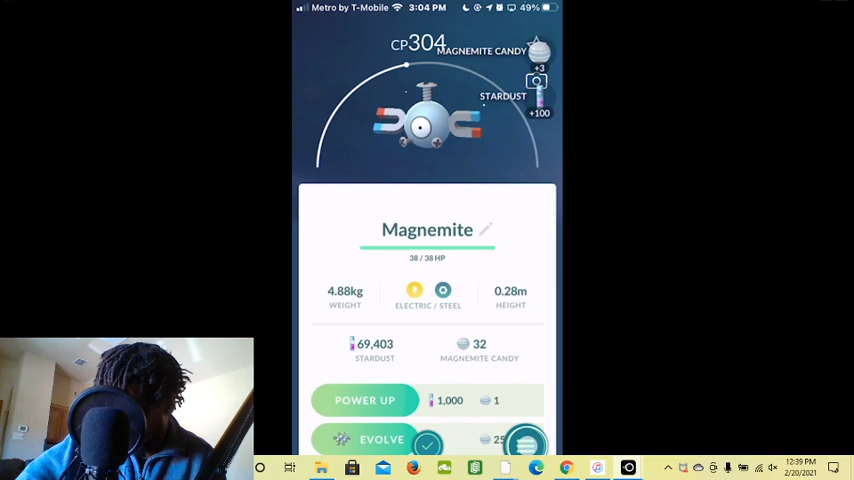 Metro by T-Mobile 3:04 PM 49%
CP304
MAGNEMITE CANDY
+3
STARDUST
+100
Magnemite
38 / 38 HP
4.88kg 0.28m
WEIGHT ELECTRIC / STEEL HEIGHT
69,403 32
STARDUST MAGNEMITE CANDY
POWER UP 1,000 1
EVOLVE 25
12:39 PM
2/20/2021